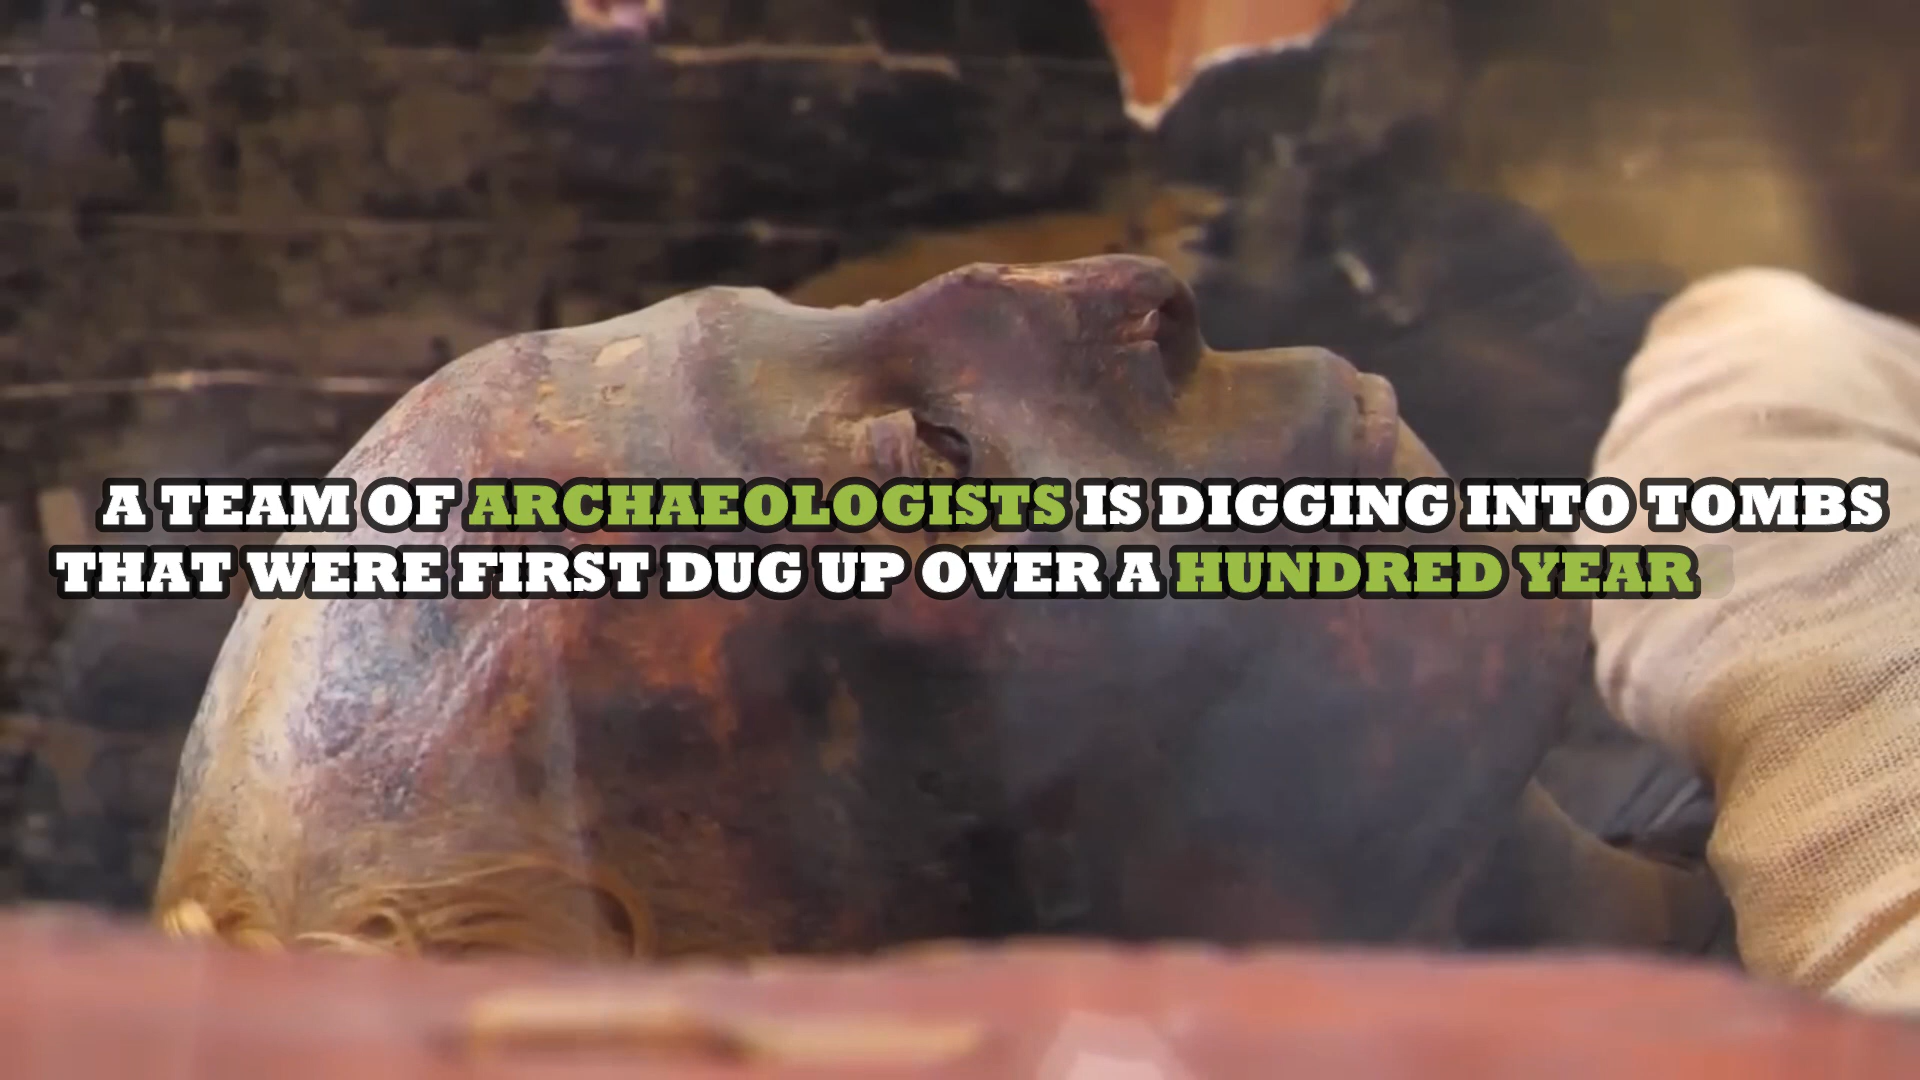 A TEAM OF ARCHAEOLOGISTS IS DIGGING INTO TOMBS
THAT WERE FIRST DUG UP OVER A HUNDRED YEAR